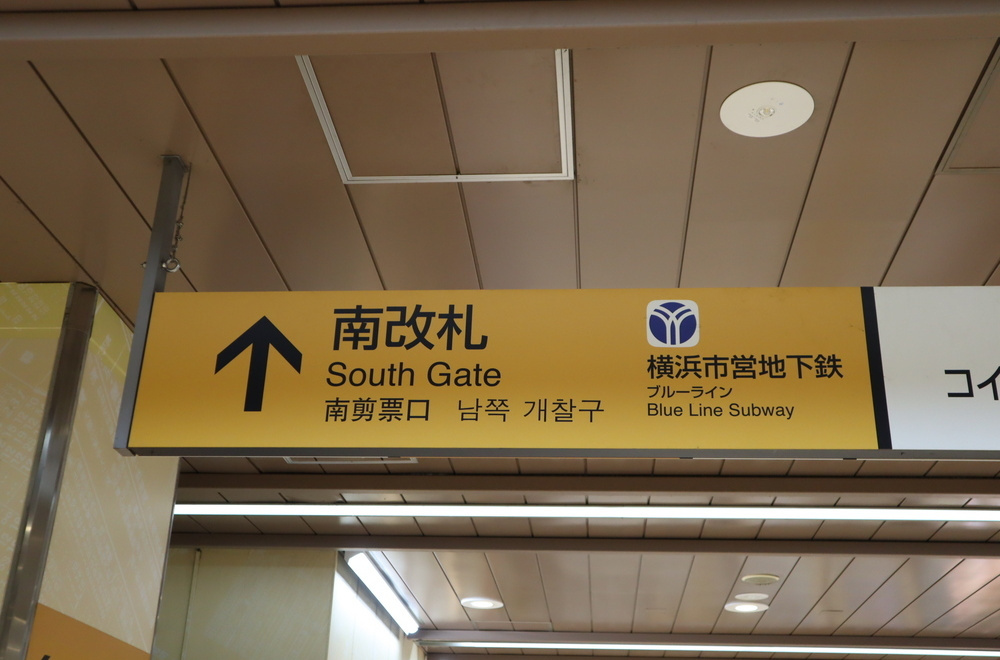 南改札
South Gate
南剪票口 남쪽 개찰구
横浜市営地下鉄
ブルーライン
Blue Line Subway
コイ